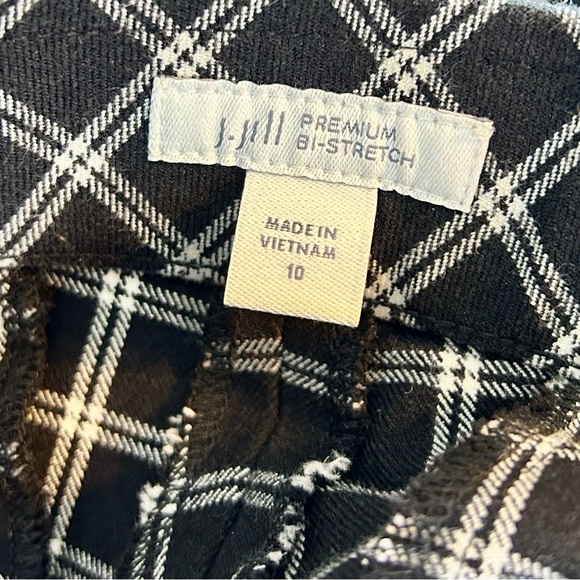 J.Jill PREMIUM
BI-STRETCH
MADE IN
VIETNAM
10